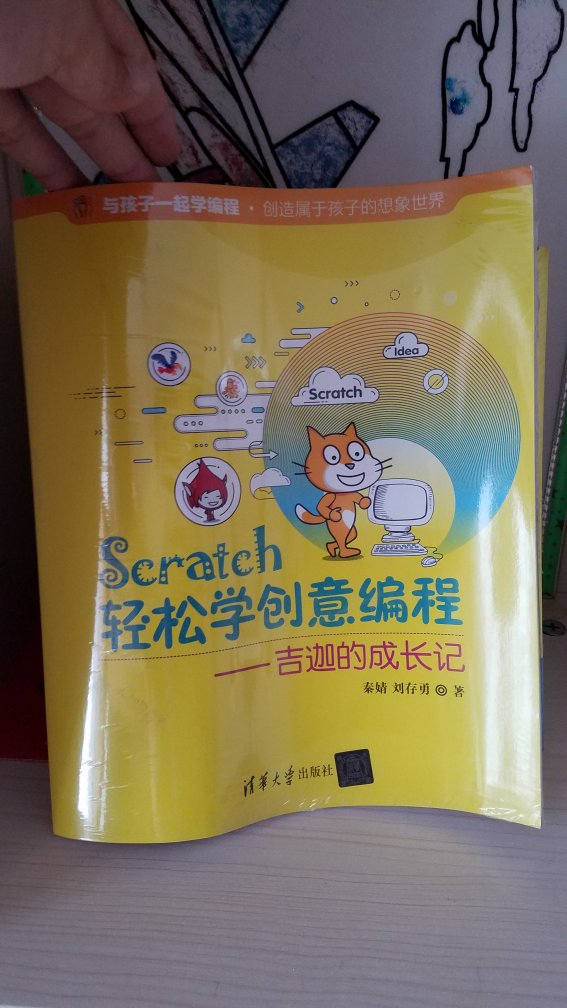 与孩子一起学编程·创造属于孩子的想象世界
Idea
Scratch
Scratch
轻松学创意编程
——吉迦的成长记
秦婧 刘存勇 ◎ 著
清华大学出版社